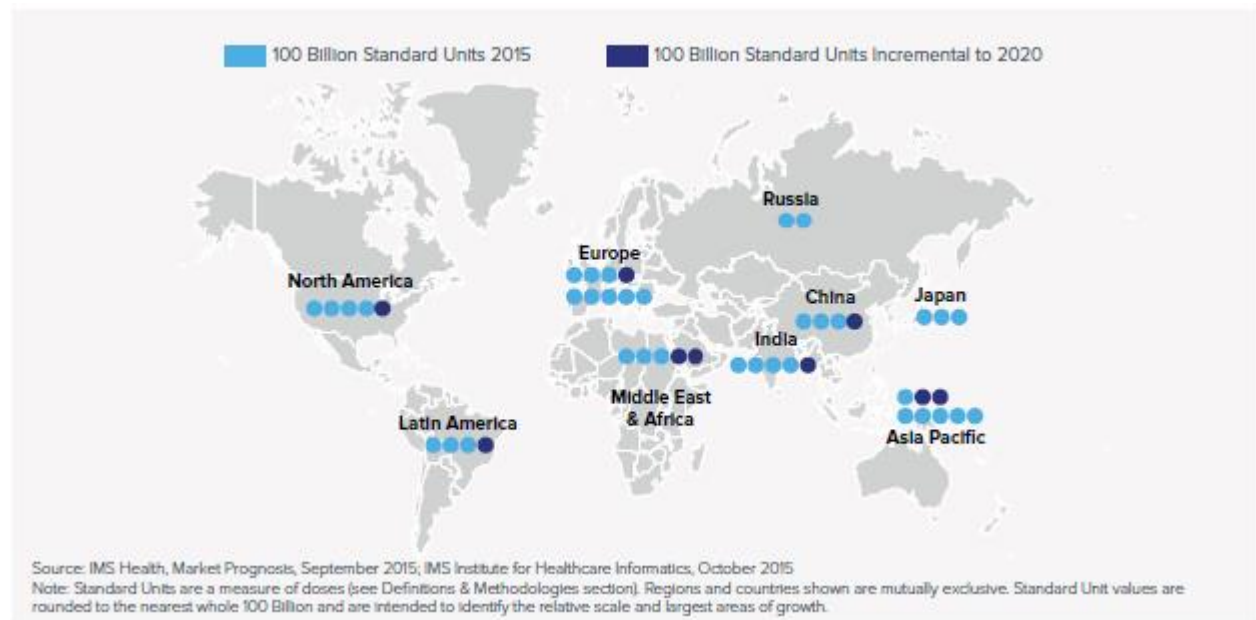 100 Billion Standard Units 2015
100 Billion Standard Units Incremental to 2020
Russia
Europe
North America
China
Japan
India
Middle East
& Africa
Latin America
Asia Pacific
Source: IMS Health, Market Prognosis, September 2015; IMS Institute for Healthcare Informatics, October 2015
Note: Standard Units are a measure of doses (see Definitions & Methodologies section). Regions and countries shown are mutually exclusive. Standard Unit values are
rounded to the nearest whole 100 Billion and are intended to identify the relative scale and largest areas of growth.